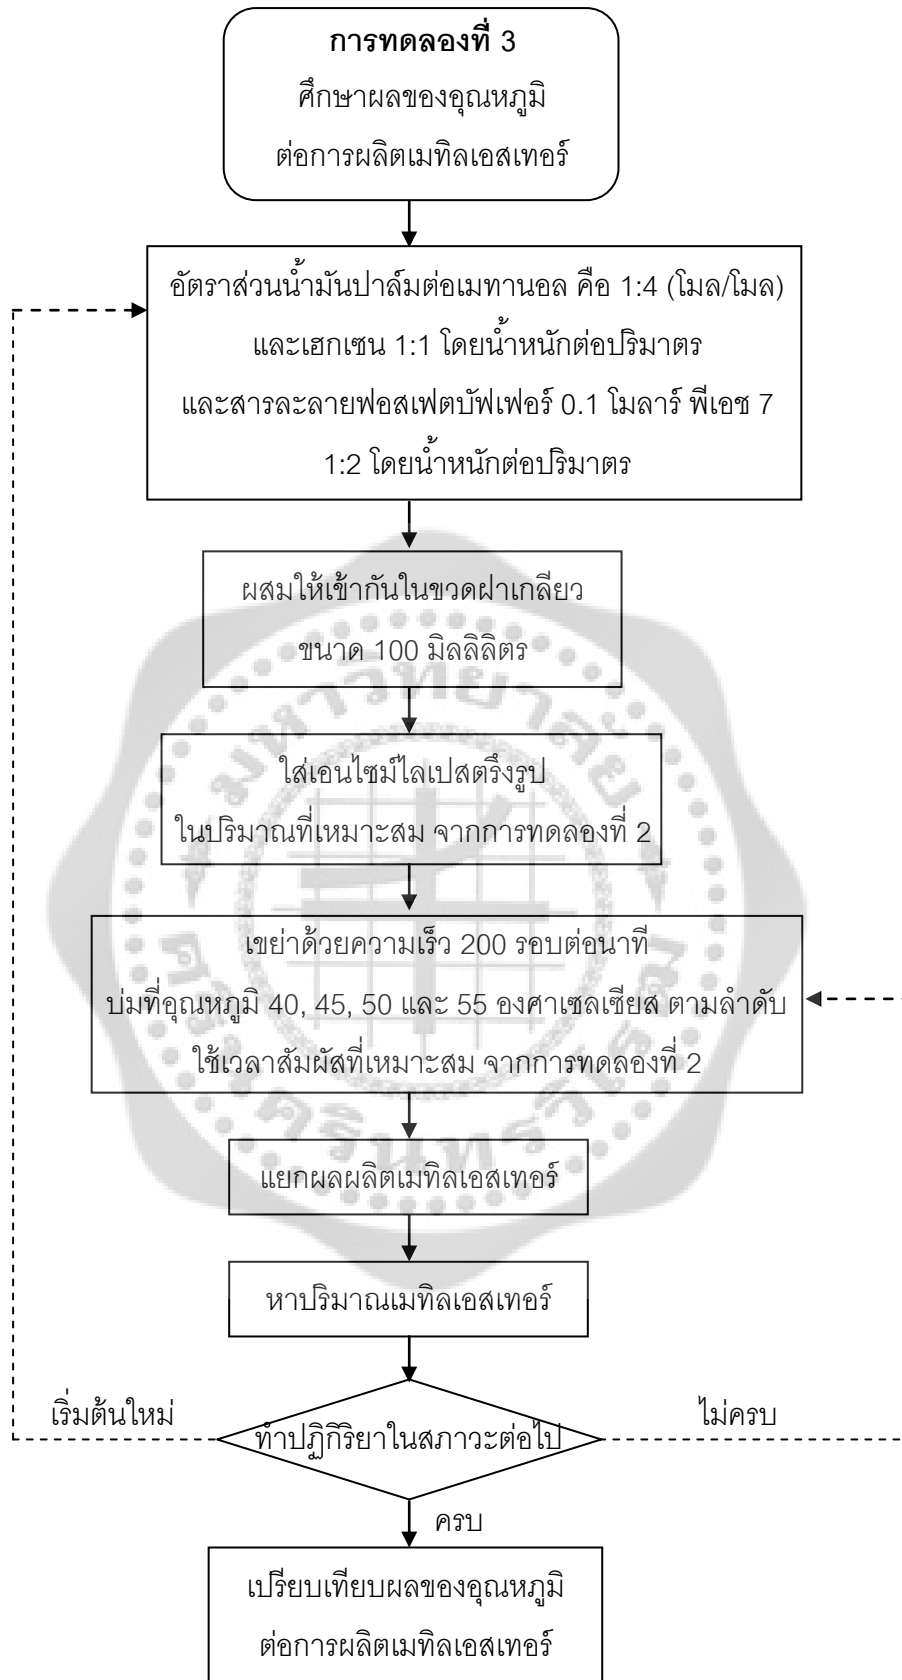 การทดลองที่ 3
ศึกษาผลของอุณหภูมิ
ต่อการผลิตเมทิลเอสเทอร์
อัตราส่วนน้ำมันปาล์มต่อเมทานอล คือ 1:4 (โมล/โมล)
และเฮกเซน 1:1 โดยน้ำหนักต่อปริมาตร
และสารละลายฟอสเฟตบัฟเฟอร์ 0.1 โมลาร์ พีเอช 7
1:2 โดยน้ำหนักต่อปริมาตร
ผสมให้เข้ากันในขวดฝาเกลียว
ขนาด 100 มิลลิลิตร
ใส่เอนไซม์ไลเปสตรึงรูป
ในปริมาณที่เหมาะสม จากการทดลองที่ 2
เขย่าด้วยความเร็ว 200 รอบต่อนาที
บ่มที่อุณหภูมิ 40, 45, 50 และ 55 องศาเซลเซียส ตามลำดับ
ใช้เวลาสัมผัสที่เหมาะสม จากการทดลองที่ 2
แยกผลผลิตเมทิลเอสเทอร์
หาปริมาณเมทิลเอสเทอร์
เริ่มต้นใหม่
ทำปฏิกิริยาในสภาวะต่อไป
ไม่ครบ
ครบ
เปรียบเทียบผลของอุณหภูมิ
ต่อการผลิตเมทิลเอสเทอร์
มหาวิทยาลัย
ศรีนครินทรวิโรฒ